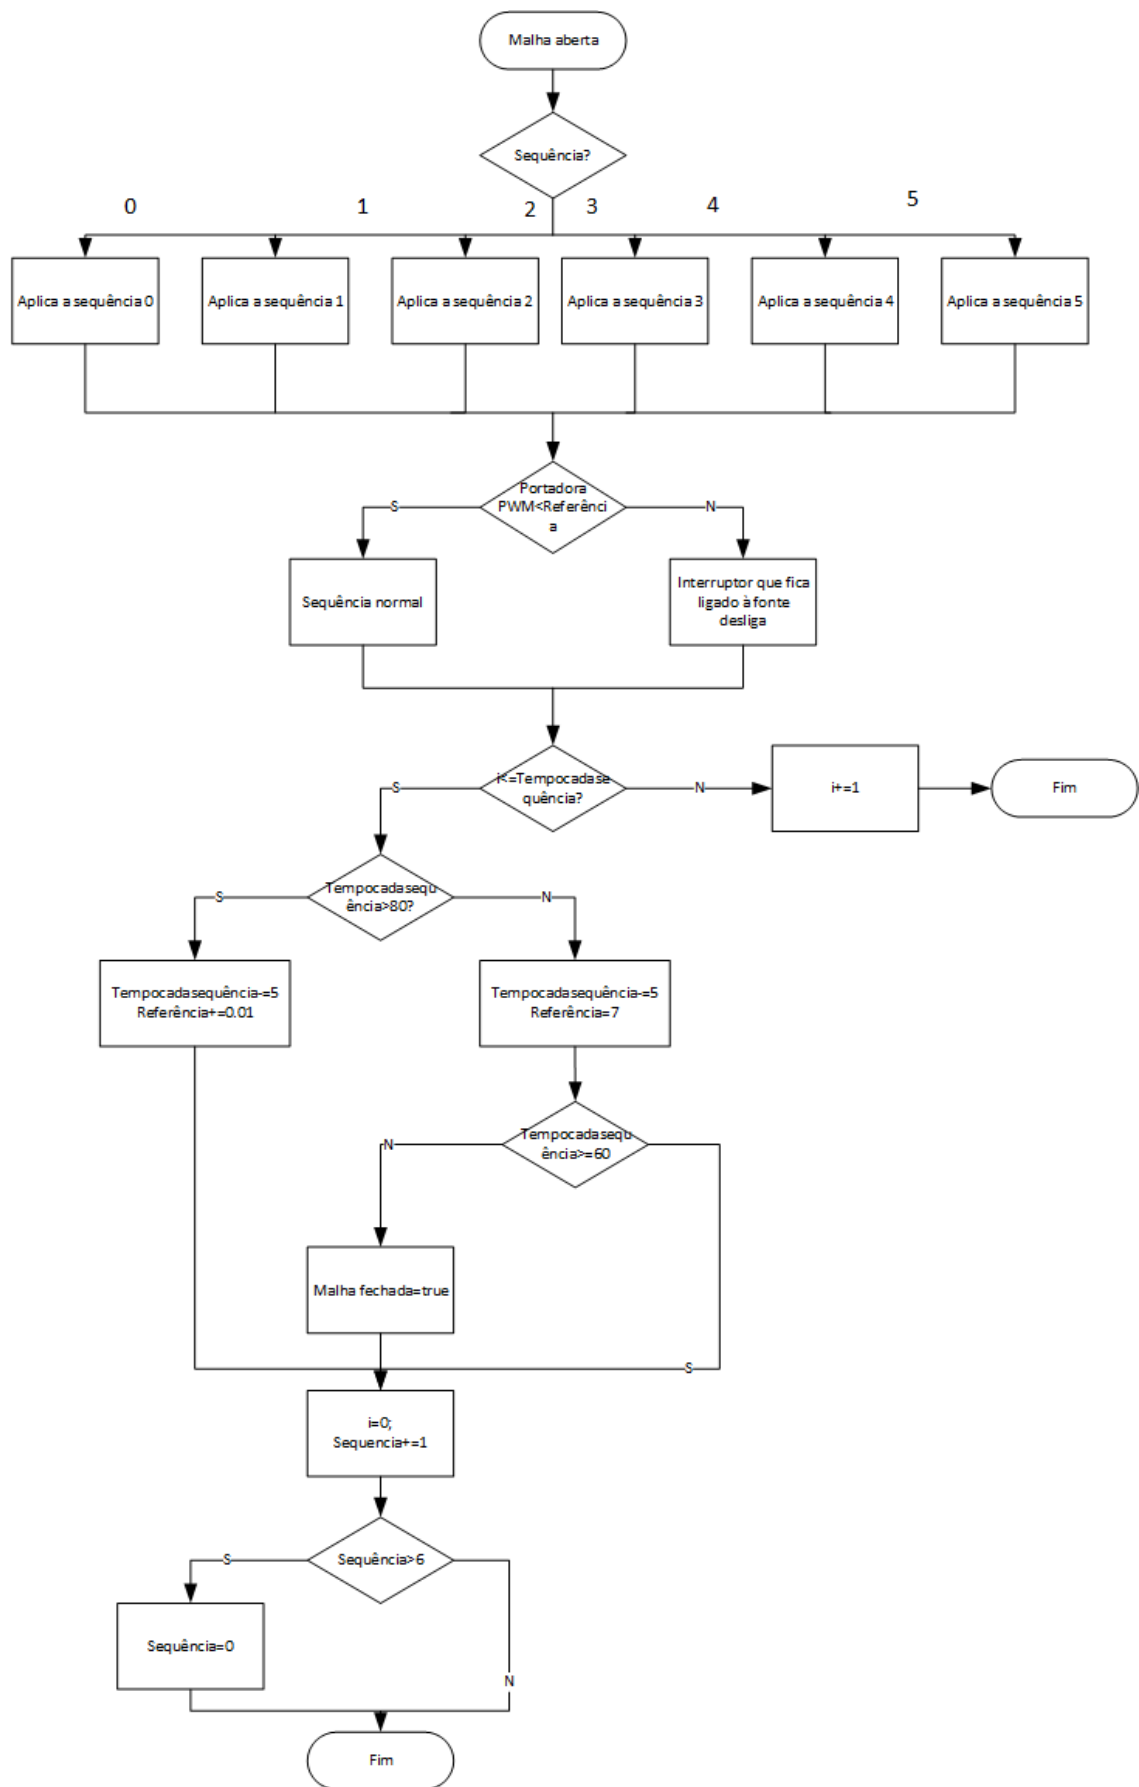 Malha aberta
Sequência?
0
1
2
3
4
5
Aplica a sequência 0
Aplica a sequência 1
Aplica a sequência 2
Aplica a sequência 3
Aplica a sequência 4
Aplica a sequência 5
Portadora
PWM<Referênci
a
S
N
Sequência normal
Interruptor que fica
ligado à fonte
desliga
i<=Tempocadase
quência?
S
N
i+=1
Fim
Tempocadasequ
ência>80?
S
N
Tempocadasequência-=5
Referência+=0.01
Tempocadasequência-=5
Referência=7
Tempocadasequ
ência>=60
N
Malha fechada=true
S
i=0;
Sequencia+=1
Sequência>6
S
Sequência=0
N
Fim